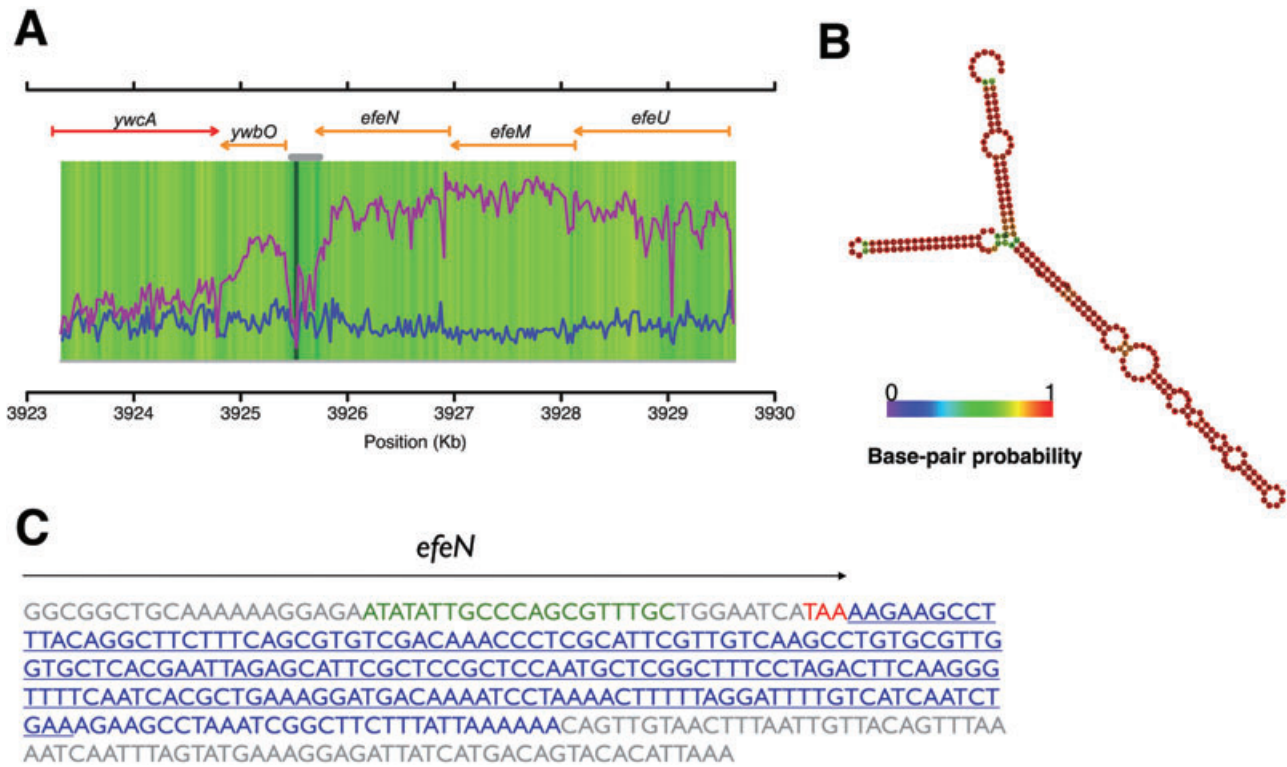 A
B
ywcA
ywbO
efeN
efeM
efeU
3923 3924 3925 3926 3927 3928 3929 3930
Position (Kb)
0 1
Base-pair probability
C
efeN
GGCGGCTGCAAAAAAGGAGAATATATTGCCCAGCGTTTGCTGGAATCATAAAAGAAGCCT
TTACAGGCTTCTTTCAGCGTGTCGACAAACCCTCGCATTCGTTGTCAAGCCTGTGCGTTG
GTGCTCACGAATTAGAGCATTCGCTCCGCTCCAATGCTCGGCTTTCCTAGACTTCAAGGG
TTTTCAATCACGCTGAAAGGATGACAAAATCCTAAAACTTTTTAGGATTTTGTCATCAATCT
GAAAGAAGCCTAAATCGGCTTCTTTATTAAAAAACAGTTGTAACTTTAATTGTTACAGTTTAA
AATCAATTTAGTATGAAAGGAGATTATCATGACAGTACACATTAAA